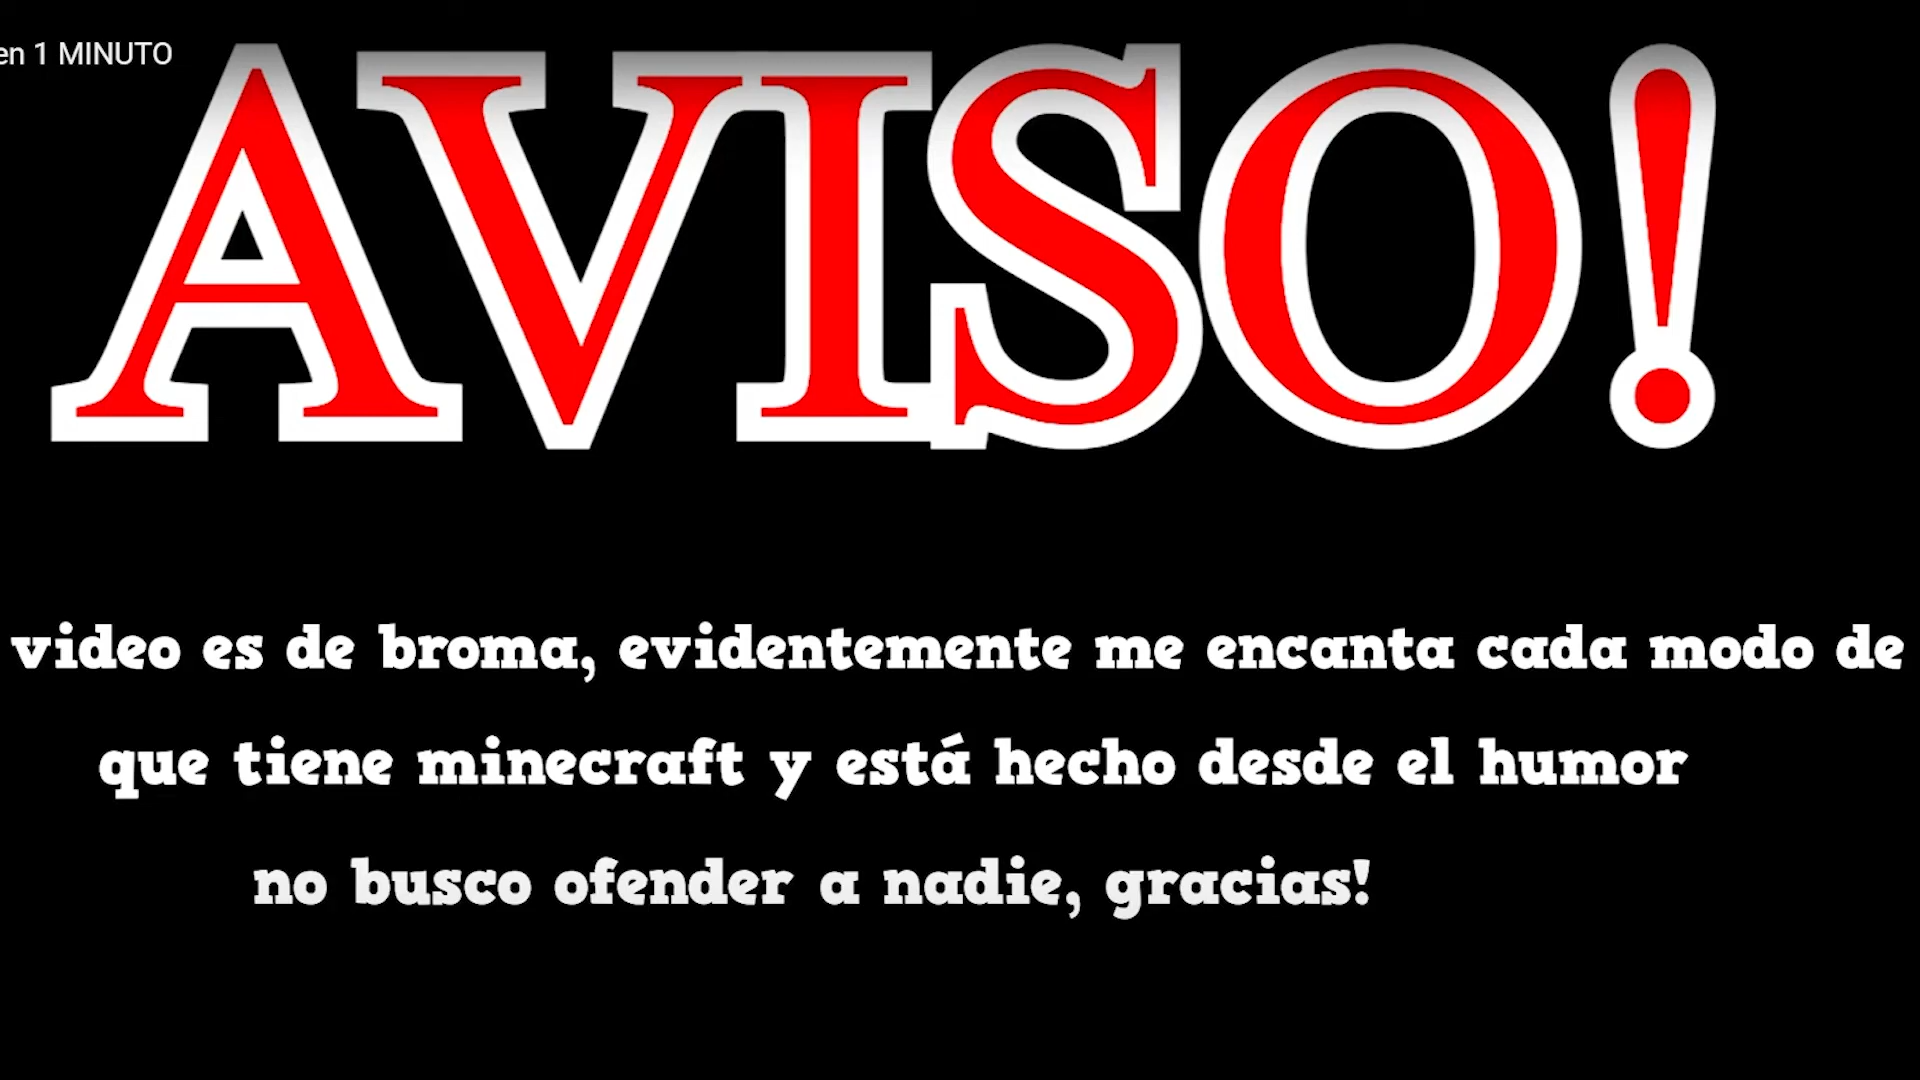 en 1 MINUTO
AVISO!
video es de broma, evidentemente me encanta cada modo de
que tiene minecraft y está hecho desde el humor
no busco ofender a nadie, gracias!